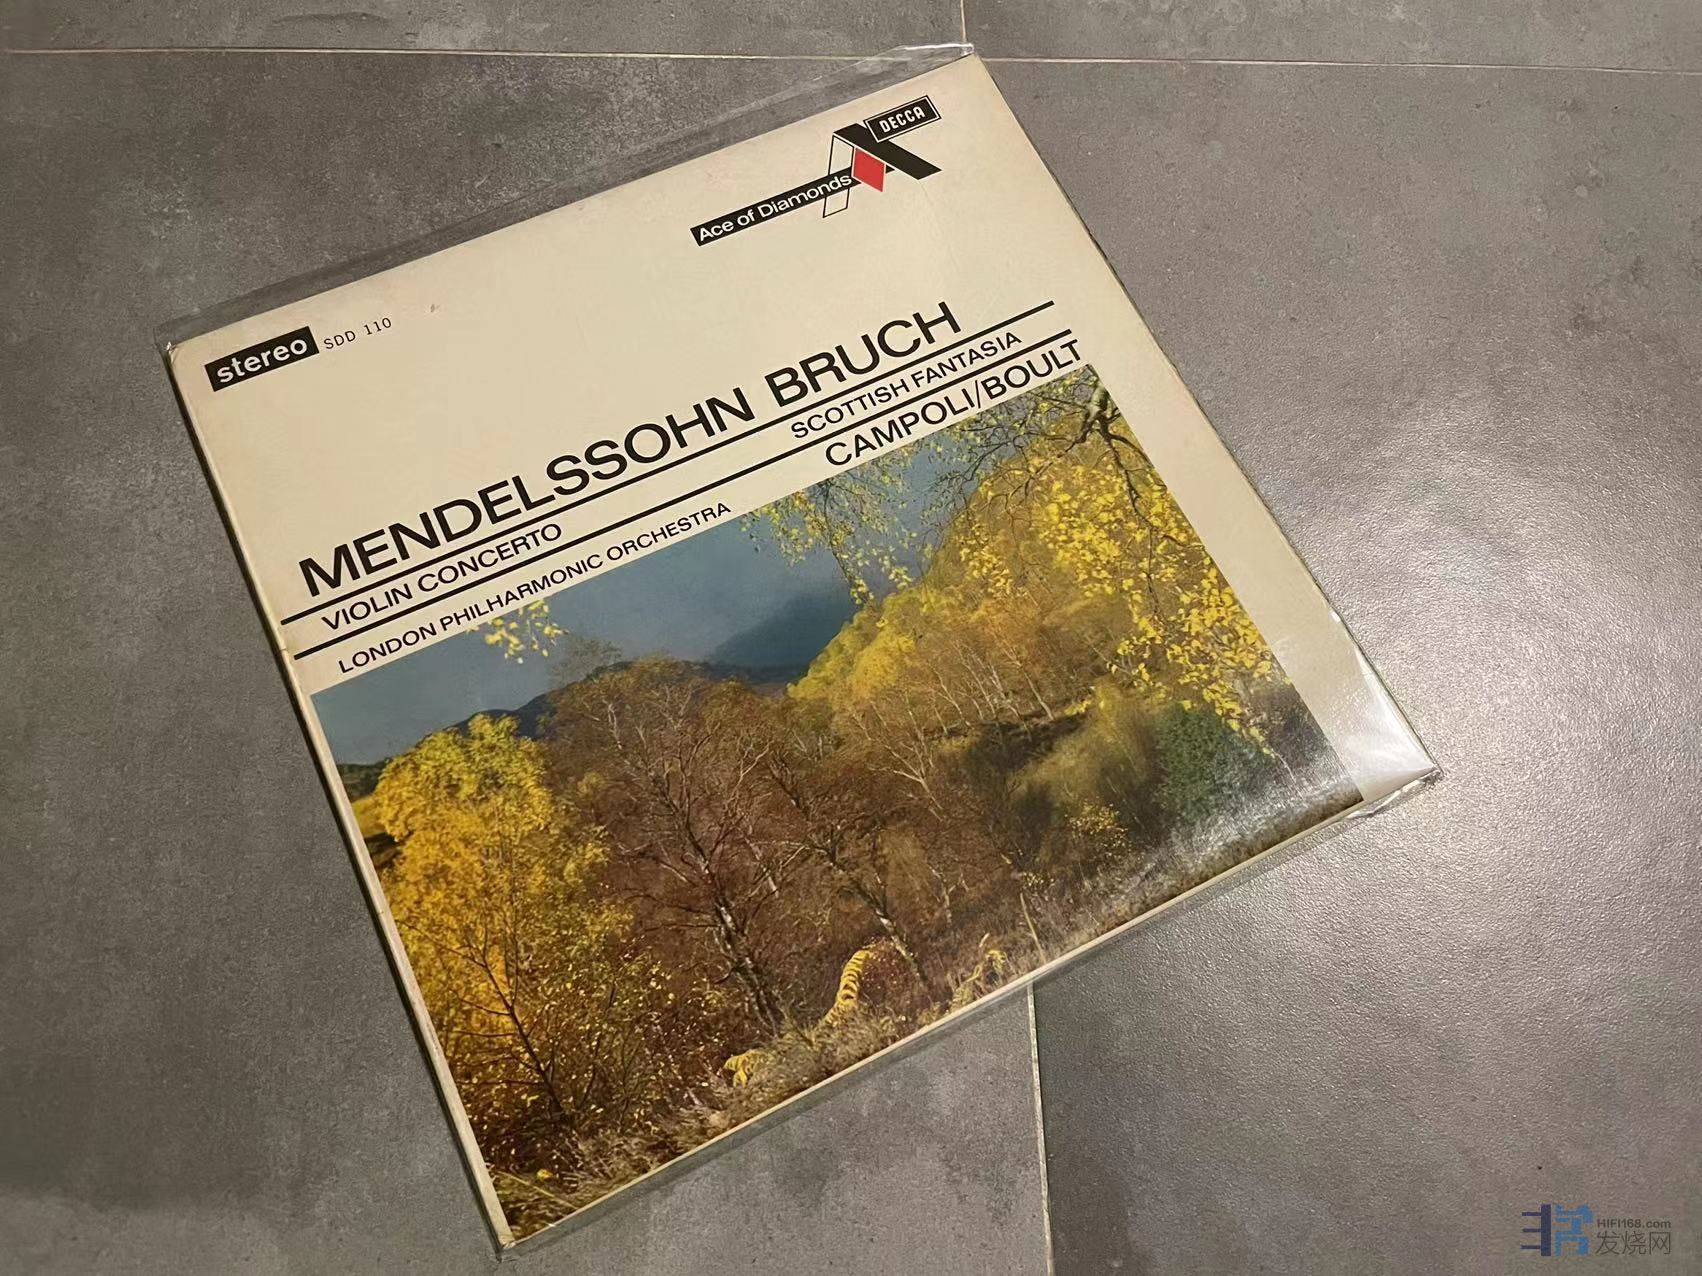 DECCA
Ace of Diamonds
stereo SDD 110
MENDELSSOHN BRUCH
VIOLIN CONCERTO SCOTTISH FANTASIA
LONDON PHILHARMONIC ORCHESTRA CAMPOLI/BOULT
HIFI168.com
发烧网